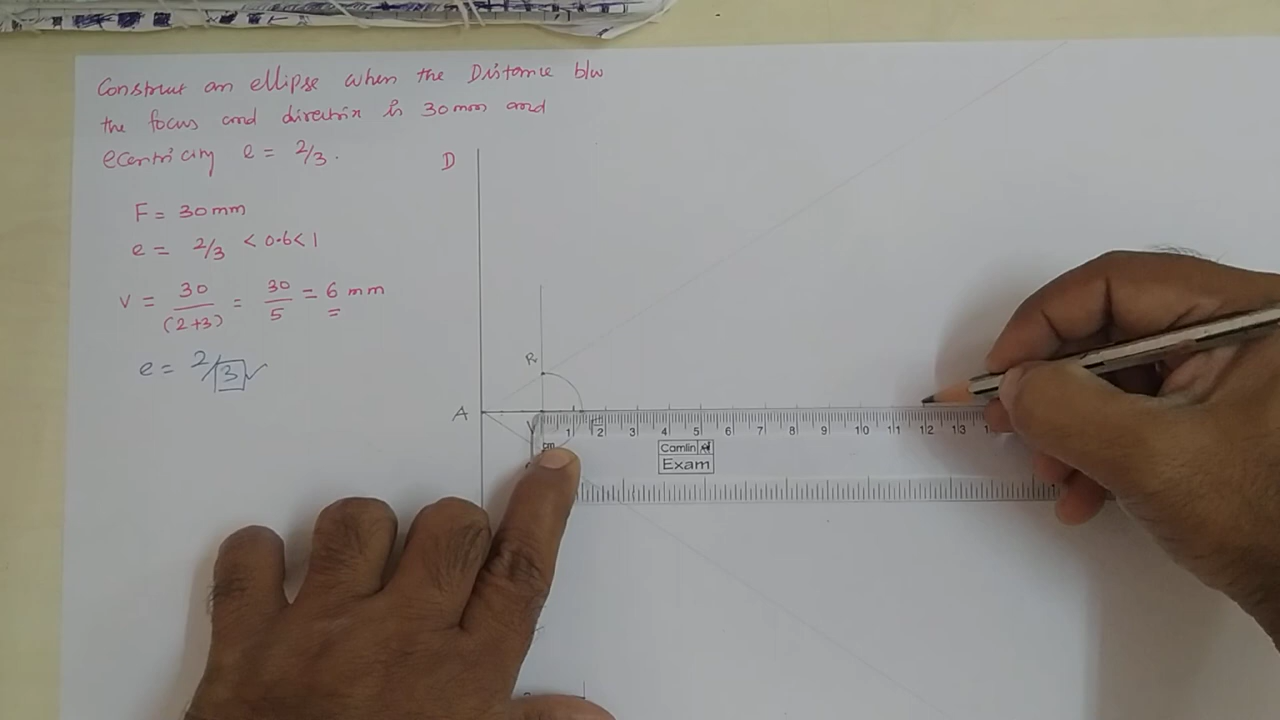 Construct an ellipse when the Distance b/w
the focus and directrix is 30mm and
eccentricity e = 2/3.
D
F = 30mm
e = 2/3 < 0.6 < 1
V = 30/(2+3) = 30/5 = 6 mm
e = 2/3 ✓
R
A
V
1 2 3 4 5 6 7 8 9 10 11 12 13
cm
Camlin
Exam